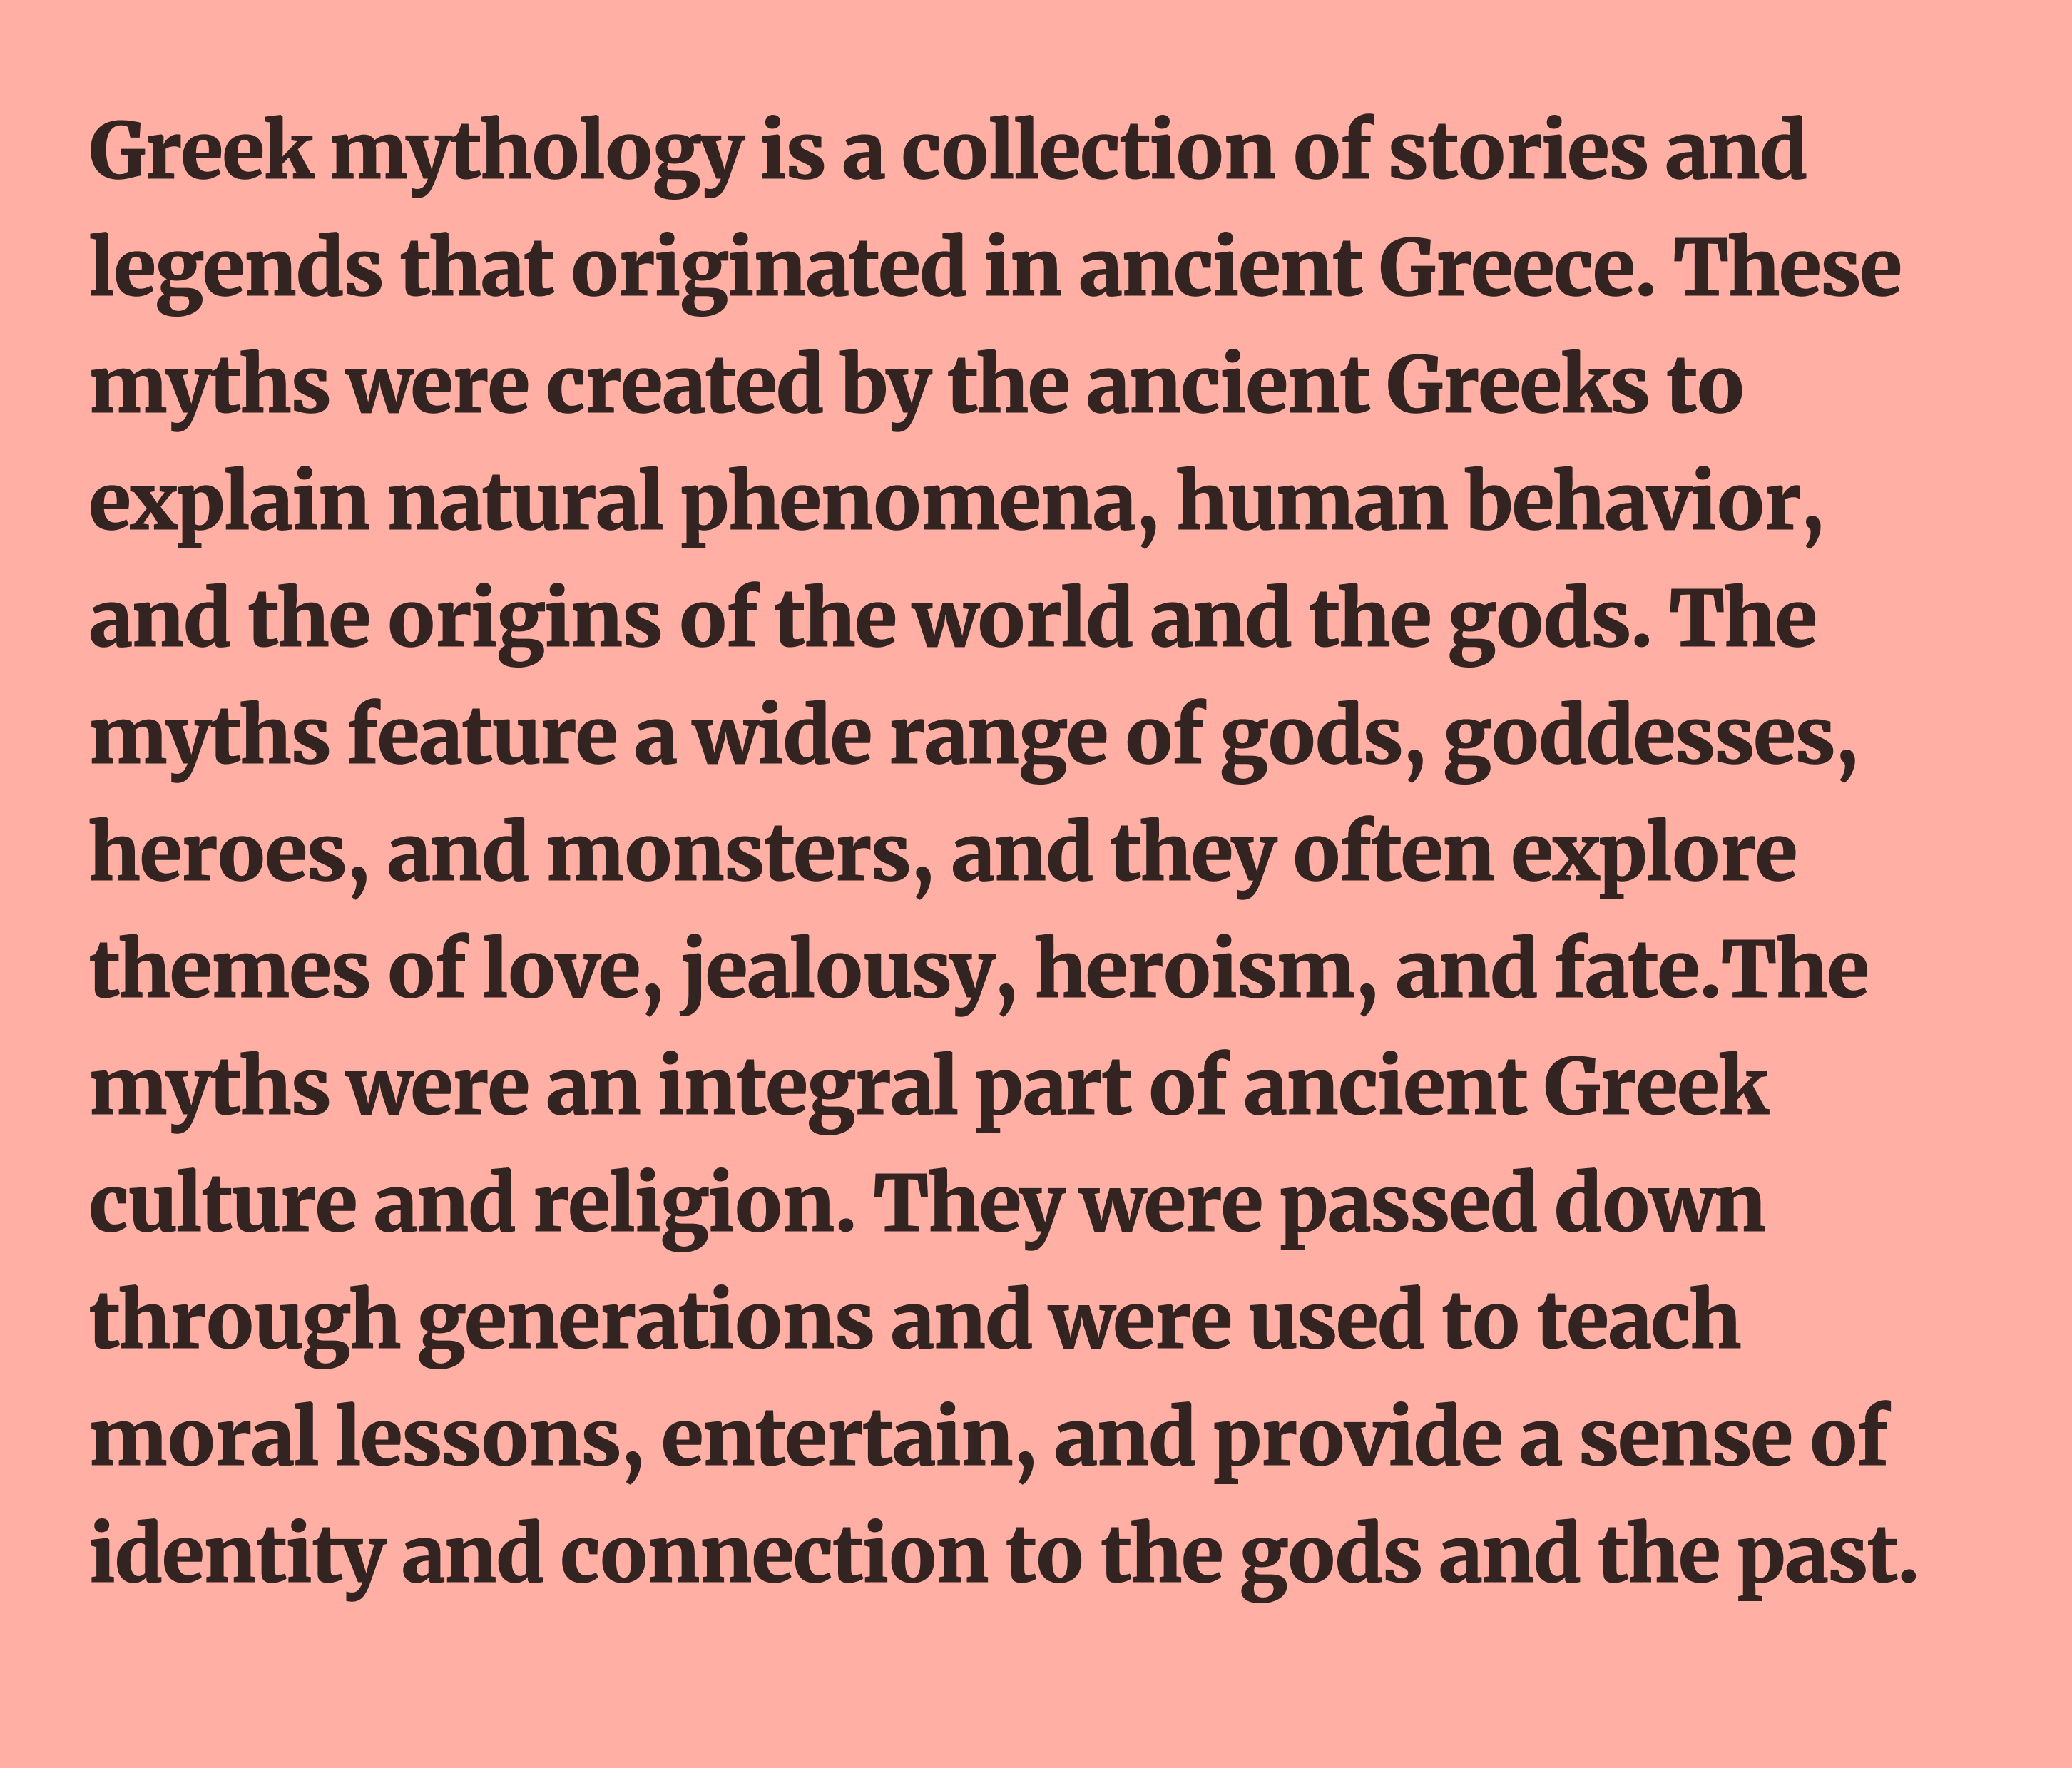 Greek mythology is a collection of stories and
legends that originated in ancient Greece. These
myths were created by the ancient Greeks to
explain natural phenomena, human behavior,
and the origins of the world and the gods. The
myths feature a wide range of gods, goddesses,
heroes, and monsters, and they often explore
themes of love, jealousy, heroism, and fate.The
myths were an integral part of ancient Greek
culture and religion. They were passed down
through generations and were used to teach
moral lessons, entertain, and provide a sense of
identity and connection to the gods and the past.